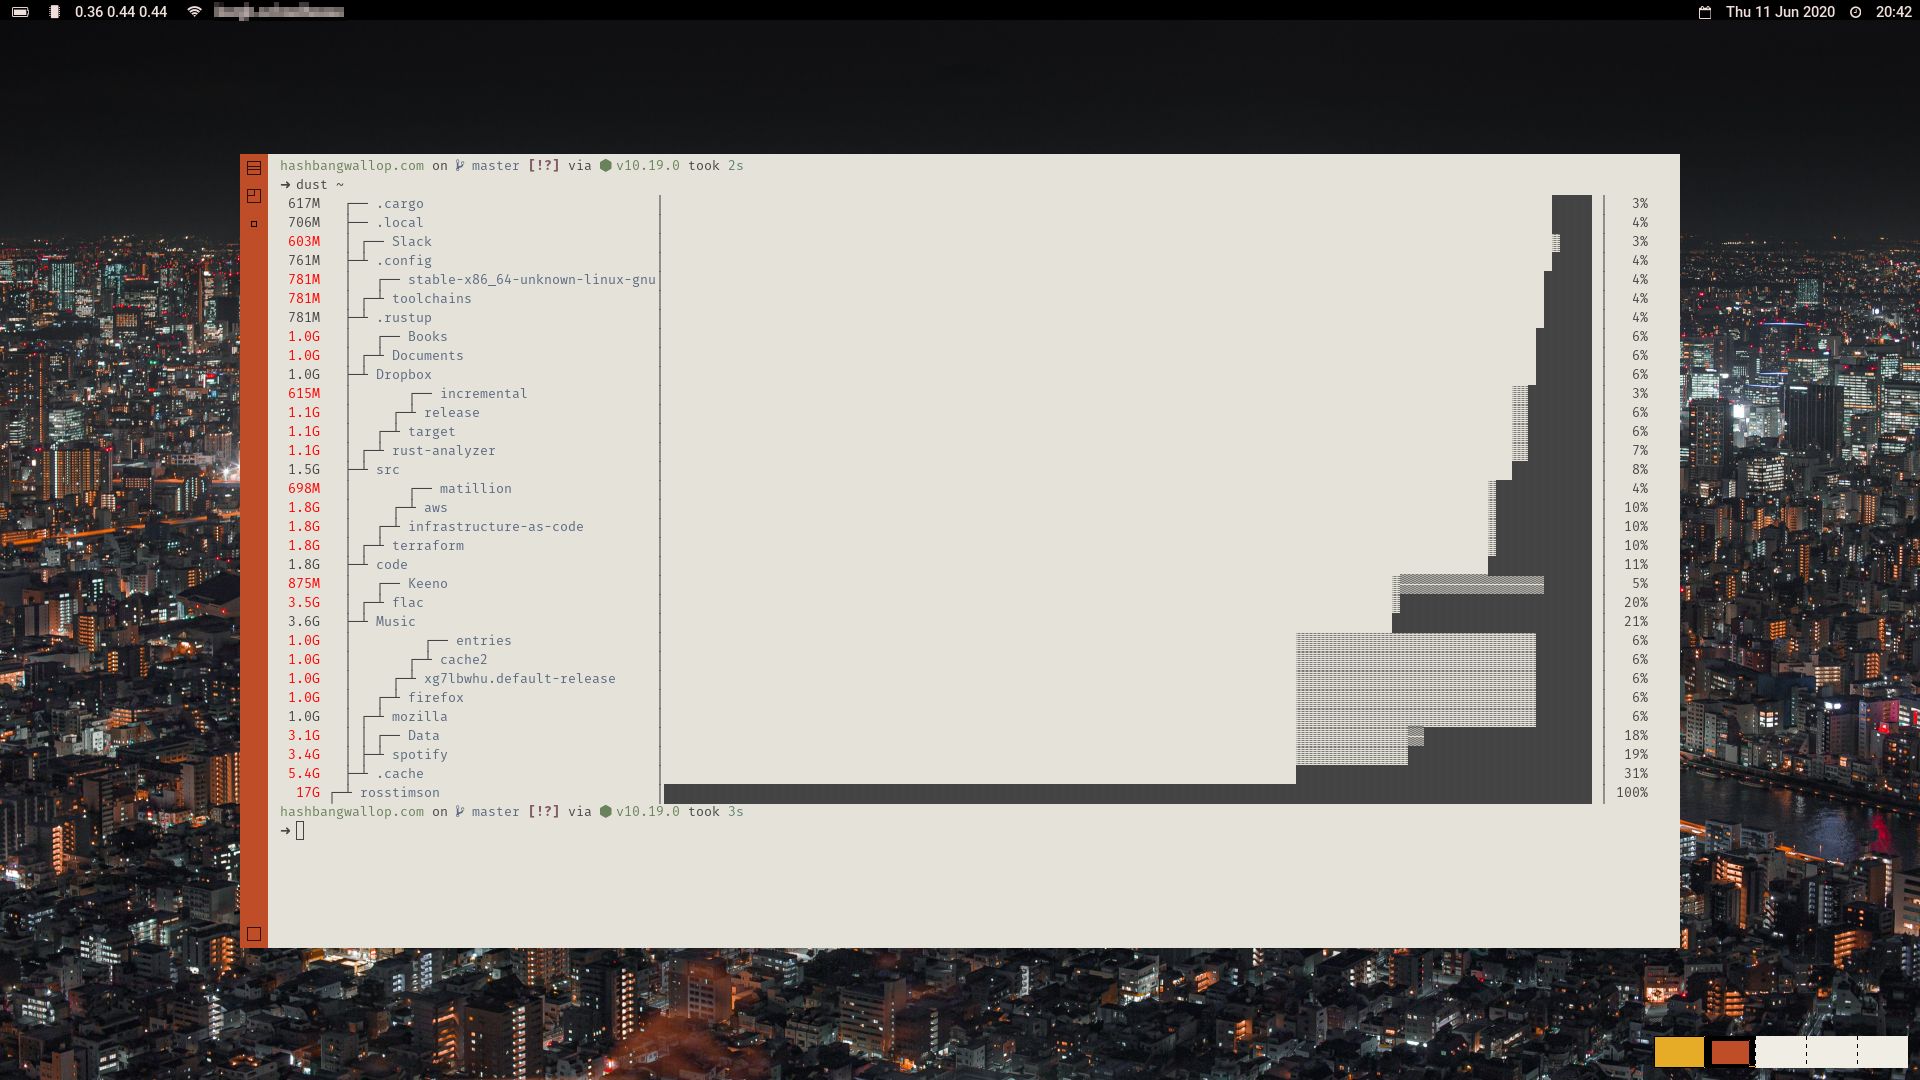 0.36 0.44 0.44
Thu 11 Jun 2020 20:42
hashbangwallop.com on master [!?] via v10.19.0 took 2s
➜ dust ~
617M ┌── .cargo 3%
706M ├── .local 4%
603M │ ┌── Slack 3%
761M ├─┴ .config 4%
781M │ ┌── stable-x86_64-unknown-linux-gnu 4%
781M │ ┌─┴ toolchains 4%
781M ├─┴ .rustup 4%
1.0G │ ┌── Books 6%
1.0G │ ┌─┴ Documents 6%
1.0G ├─┴ Dropbox 6%
615M │ ┌── incremental 3%
1.1G │ ┌─┴ release 6%
1.1G │ ┌─┴ target 6%
1.1G │ ┌─┴ rust-analyzer 7%
1.5G ├─┴ src 8%
698M │ ┌── matillion 4%
1.8G │ ┌─┴ aws 10%
1.8G │ ┌─┴ infrastructure-as-code 10%
1.8G │ ┌─┴ terraform 10%
1.8G ├─┴ code 11%
875M │ ┌── Keeno 5%
3.5G │ ┌─┴ flac 20%
3.6G ├─┴ Music 21%
1.0G │ ┌── entries 6%
1.0G │ ┌─┴ cache2 6%
1.0G │ ┌─┴ xg7lbwhu.default-release 6%
1.0G │ ┌─┴ firefox 6%
1.0G │ ┌─┴ mozilla 6%
3.1G │ │ ┌── Data 18%
3.4G │ ├─┴ spotify 19%
5.4G ├─┴ .cache 31%
17G ┌─┴ rosstimson 100%
hashbangwallop.com on master [!?] via v10.19.0 took 3s
➜